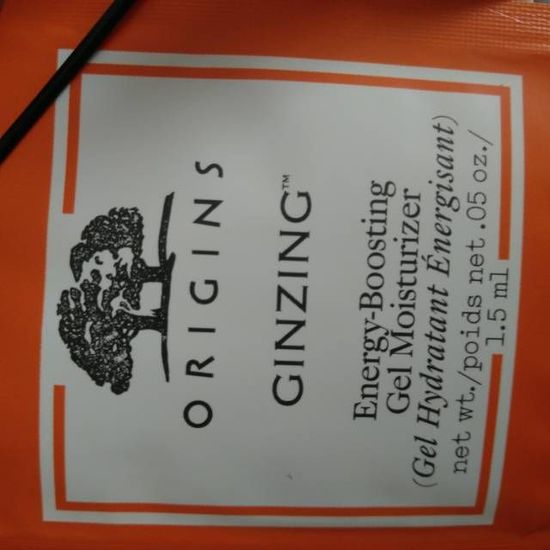 ORIGINS
GINZING™
Energy-Boosting
Gel Moisturizer
(Gel Hydratant Énergisant)
net wt./poids net .05 oz./
1.5 ml